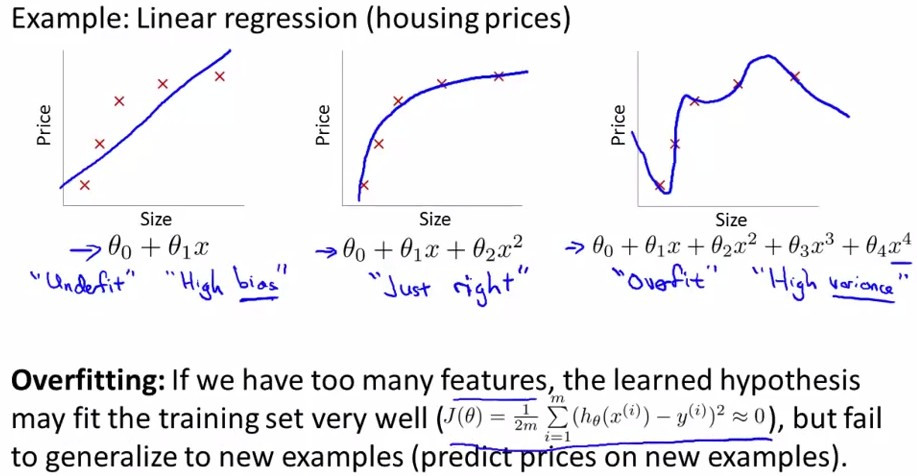 Example: Linear regression (housing prices)
Price
Size
Price
Size
Price
Size
→ θ₀ + θ₁x
→ θ₀ + θ₁x + θ₂x²
→ θ₀ + θ₁x + θ₂x² + θ₃x³ + θ₄x⁴
"Underfit" "High bias"
"Just right"
"Overfit" "High variance"
Overfitting: If we have too many features, the learned hypothesis
may fit the training set very well (J(θ) = 1/2m ∑ᵢ₌₁ᵐ (h_θ(x⁽ⁱ⁾) − y⁽ⁱ⁾)² ≈ 0), but fail
to generalize to new examples (predict prices on new examples).